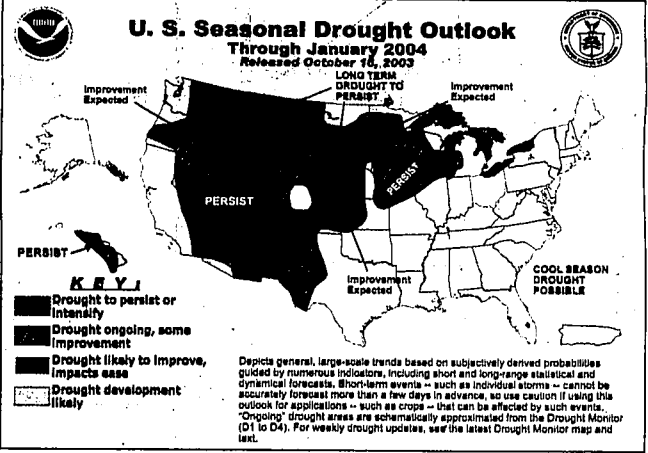 U. S. Seasonal Drought Outlook
Through January 2004
Released October 16, 2003
LONG TERM
DROUGHT TO
PERSIST
Improvement
Expected
Improvement
Expected
PERSIST
PERSIST
PERSIST
Improvement
Expected
COOL SEASON
DROUGHT
POSSIBLE
KEY:
Drought to persist or
intensify
Drought ongoing, some
improvement
Drought likely to improve,
impacts ease
Drought development
likely
Depicts general, large-scale trends based on subjectively derived probabilities
guided by numerous indicators, including short and long-range statistical and
dynamical forecasts. Short-term events -- such as individual storms -- cannot be
accurately forecast more than a few days in advance, so use caution if using this
outlook for applications -- such as crops -- that can be affected by such events.
"Ongoing" drought areas are schematically approximated from the Drought Monitor
(D1 to D4). For weekly drought updates, see the latest Drought Monitor map and
text.